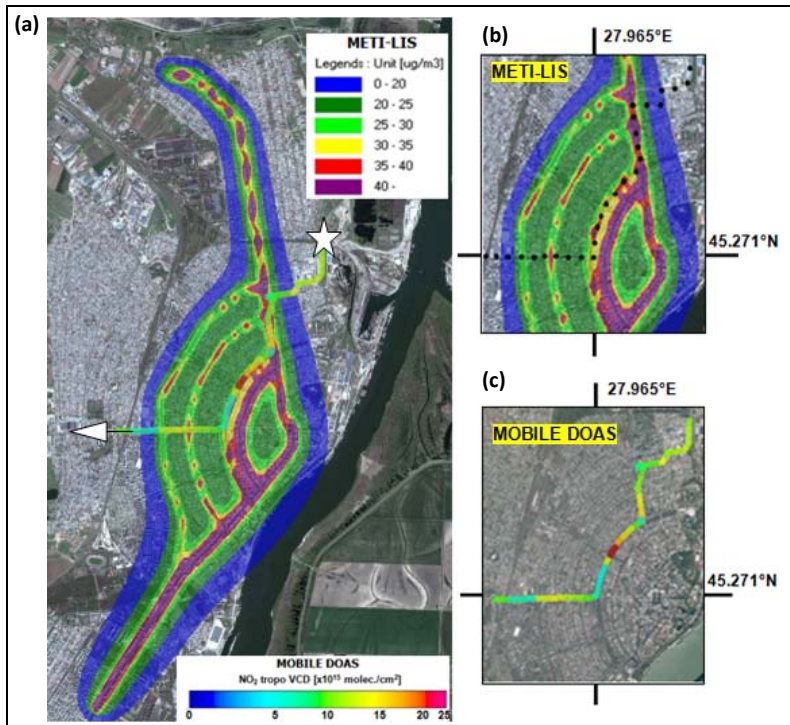 (a)
METI-LIS
Legends : Unit [ug/m3]
0 - 20
20 - 25
25 - 30
30 - 35
35 - 40
40 -
MOBILE DOAS
NO₂ tropo VCD [x10¹⁵ molec./cm²]
0 5 10 15 20 25
(b)
27.965°E
METI-LIS
45.271°N
(c)
27.965°E
MOBILE DOAS
45.271°N